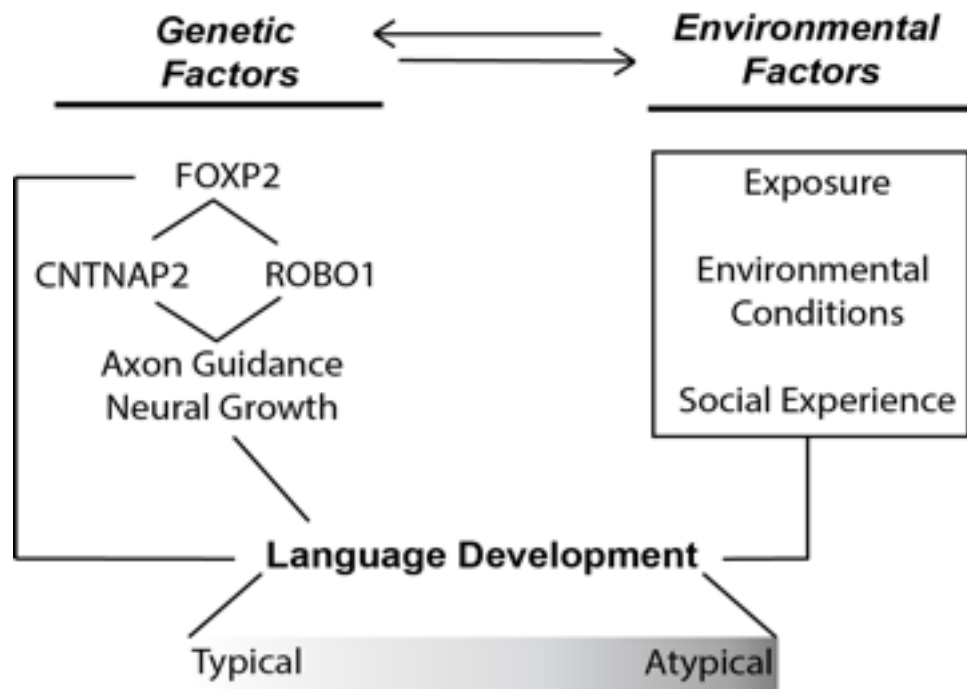 Genetic
Factors
Environmental
Factors
FOXP2
CNTNAP2
ROBO1
Axon Guidance
Neural Growth
Exposure
Environmental
Conditions
Social Experience
Language Development
Typical
Atypical